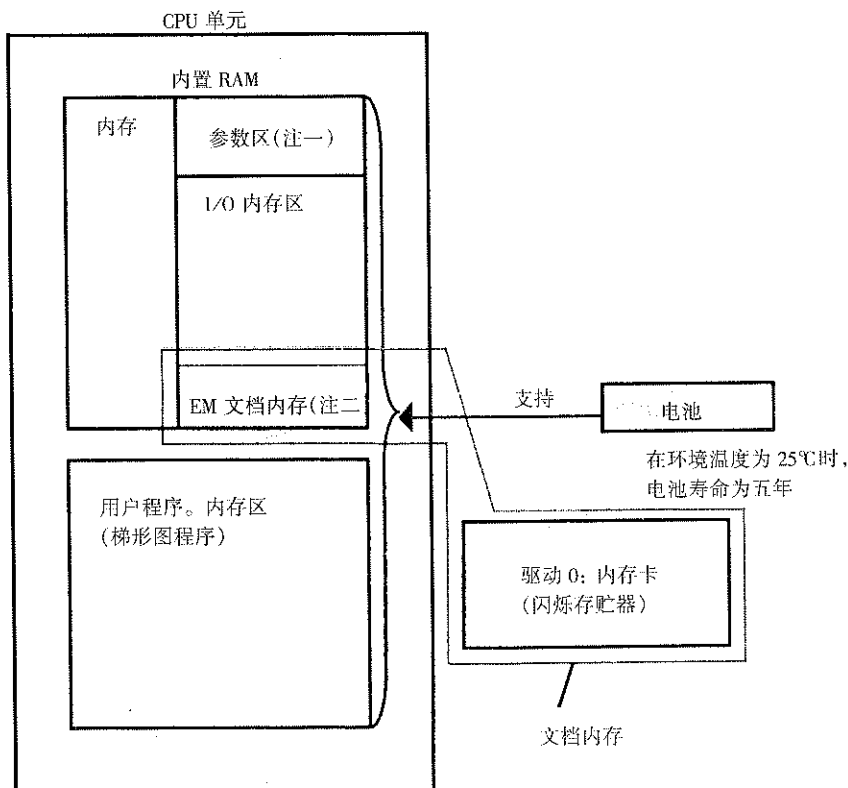 CPU 单元
内置 RAM
内存
参数区(注一)
I/O 内存区
EM 文档内存(注二
支持
电池
在环境温度为 25℃时,
电池寿命为五年
用户程序。内存区
(梯形图程序)
驱动 0: 内存卡
(闪烁存贮器)
文档内存